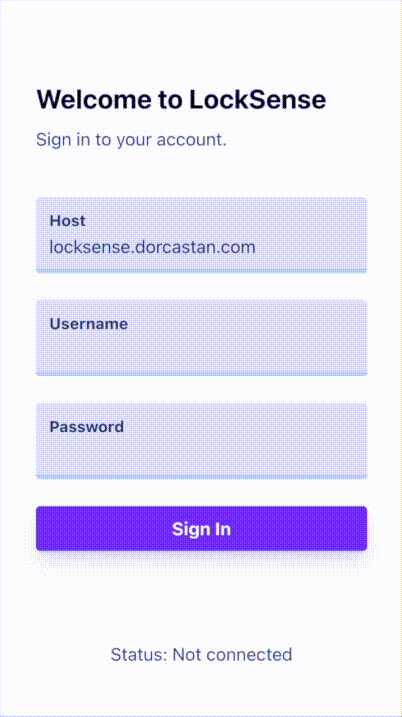 Welcome to LockSense
Sign in to your account.
Host
locksense.dorcastan.com
Username
Password
Sign In
Status: Not connected